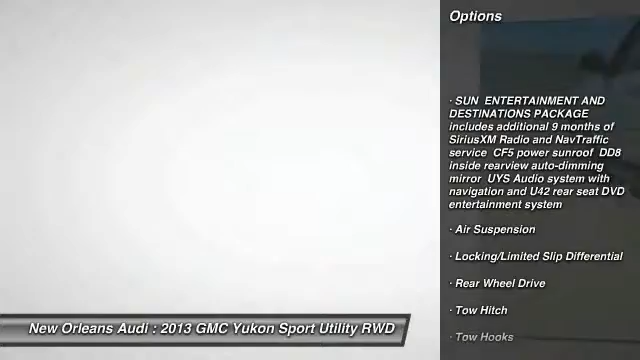 Options
· SUN ENTERTAINMENT AND
DESTINATIONS PACKAGE
includes additional 9 months of
SiriusXM Radio and NavTraffic
service CF5 power sunroof DD8
inside rearview auto-dimming
mirror UYS Audio system with
navigation and U42 rear seat DVD
entertainment system
· Air Suspension
· Locking/Limited Slip Differential
· Rear Wheel Drive
· Tow Hitch
· Tow Hooks
New Orleans Audi : 2013 GMC Yukon Sport Utility RWD